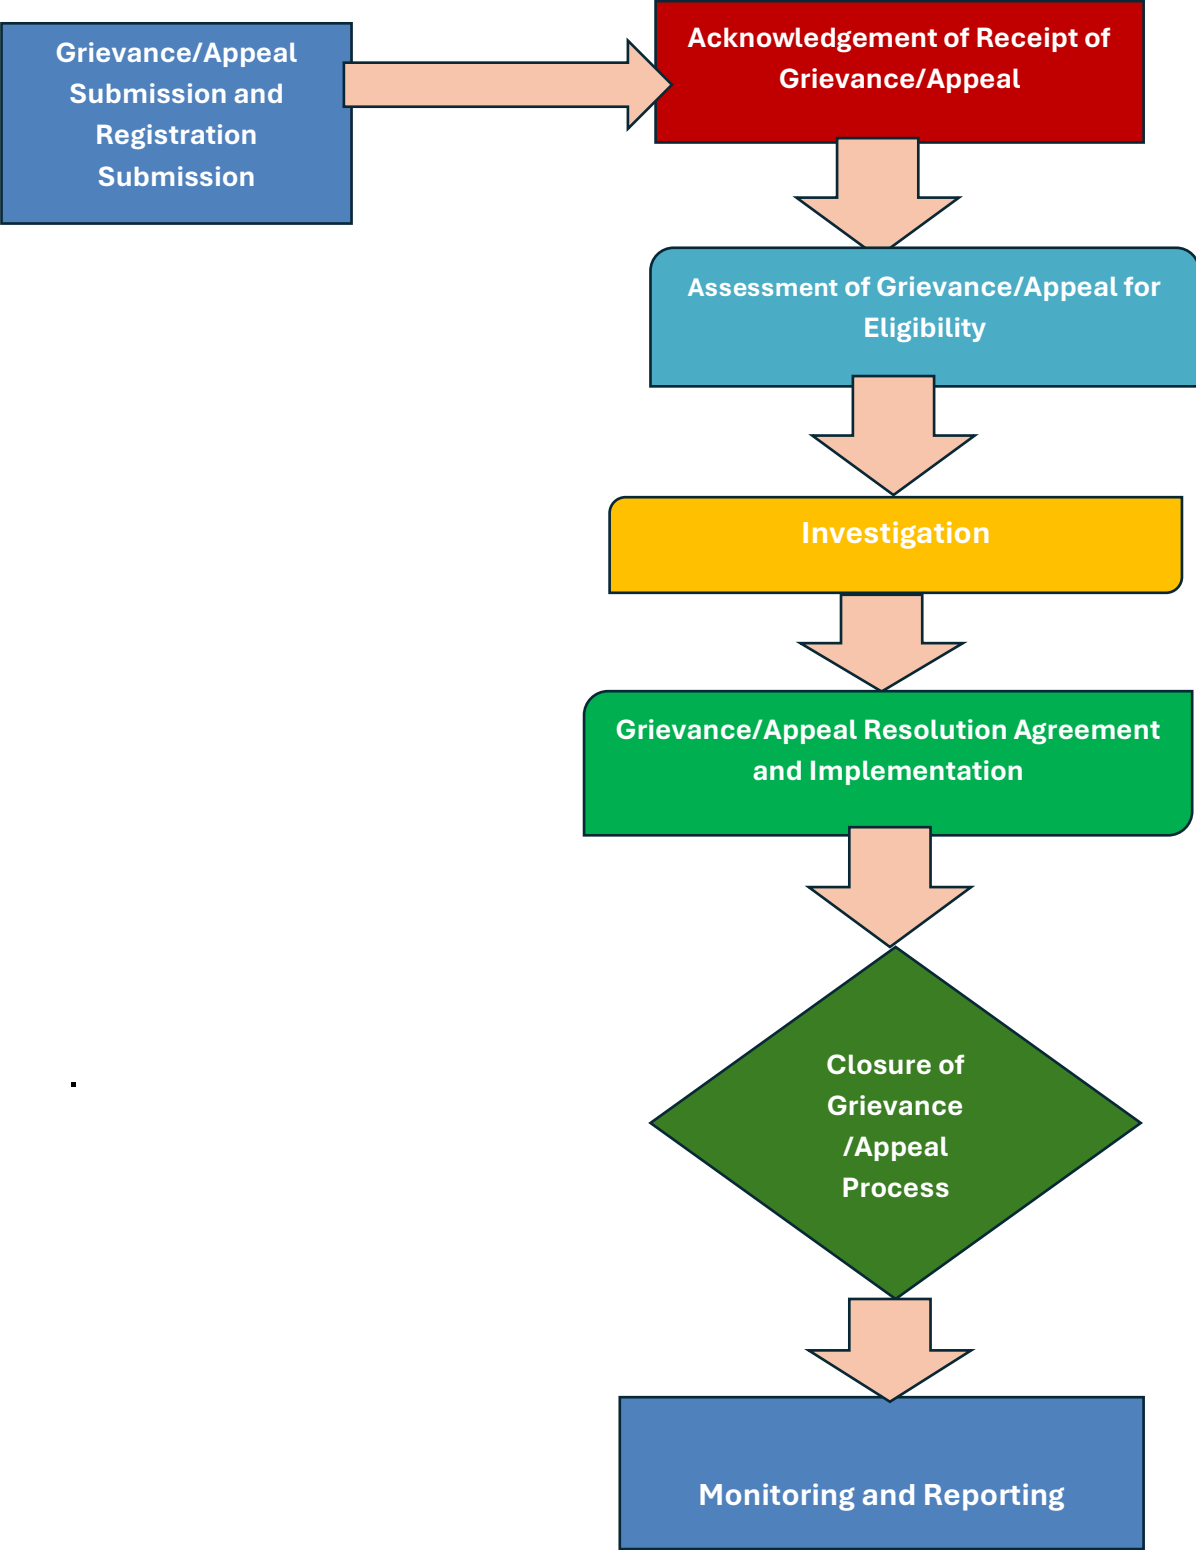 Grievance/Appeal
Submission and
Registration
Submission
Acknowledgement of Receipt of
Grievance/Appeal
Assessment of Grievance/Appeal for
Eligibility
Investigation
Grievance/Appeal Resolution Agreement
and Implementation
Closure of
Grievance
/Appeal
Process
.
Monitoring and Reporting